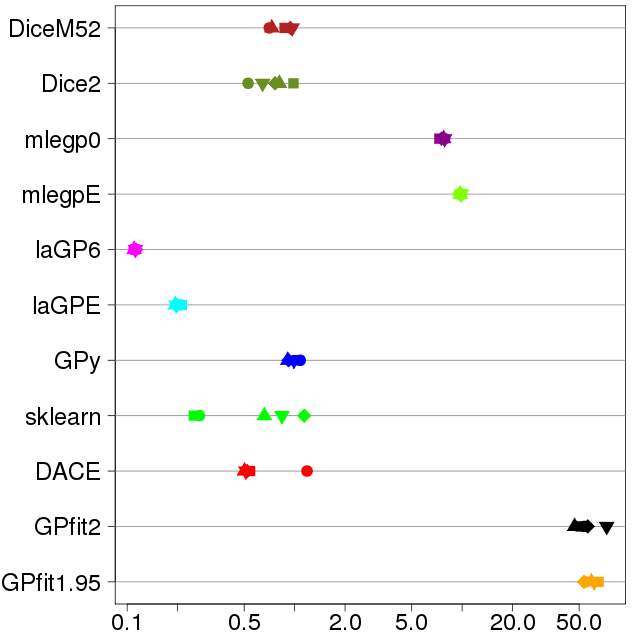 DiceM52
Dice2
mlegp0
mlegpE
laGP6
laGPE
GPy
sklearn
DACE
GPfit2
GPfit1.95
0.1 0.5 2.0 5.0 20.0 50.0